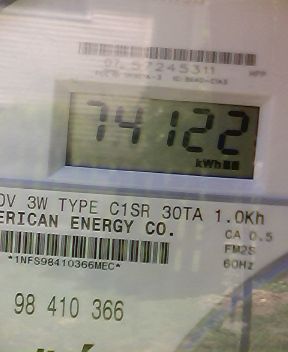 57245311
74122
kWh
0V 3W TYPE C1SR 30TA 1.0Kh
ERICAN ENERGY CO.
CA 0.5
FM2S
*1NFS98410366MEC*
60Hz
98 410 366